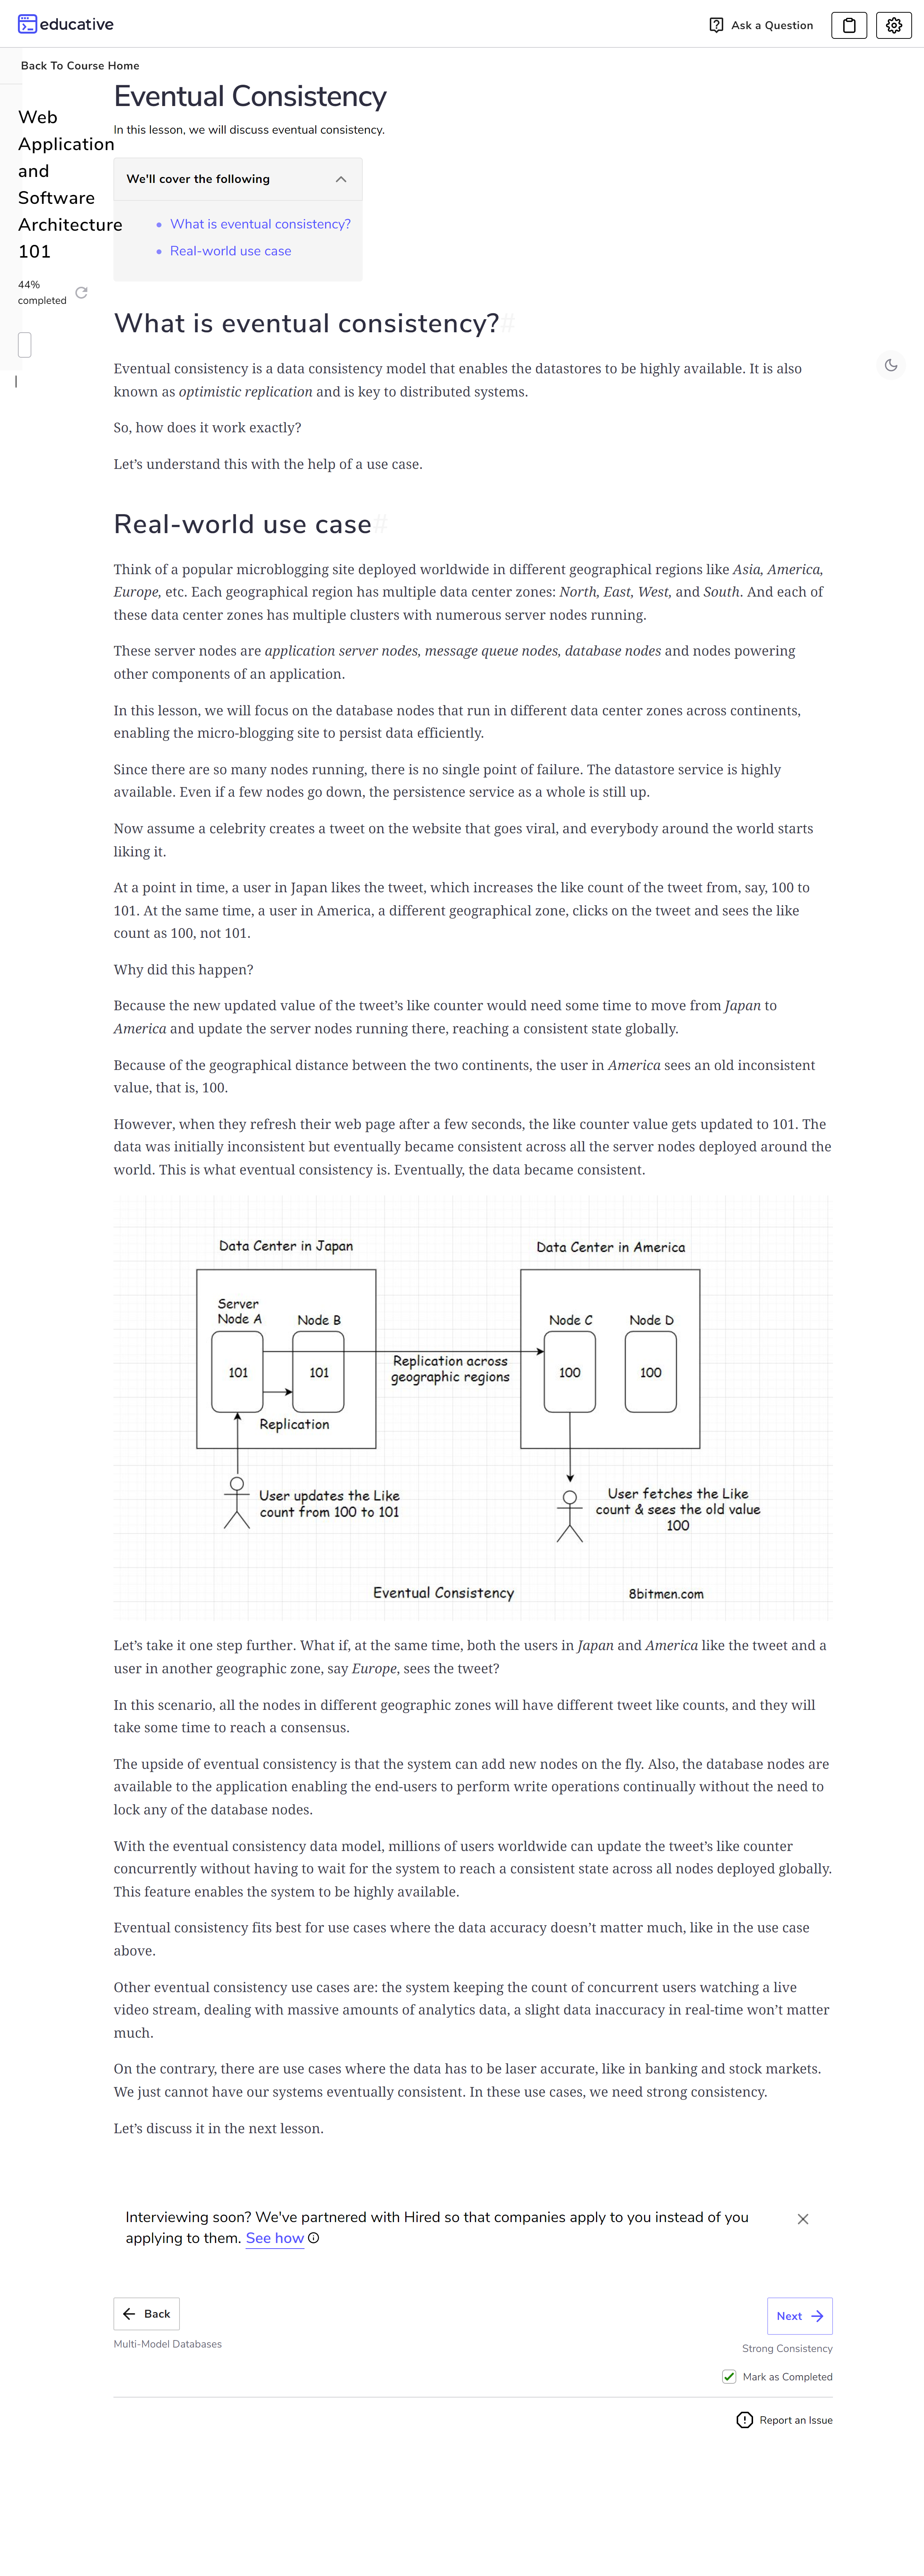 educative
Ask a Question
Back To Course Home
Web
Application
and
Software
Architecture
101
44%
completed
Eventual Consistency
In this lesson, we will discuss eventual consistency.
We'll cover the following
What is eventual consistency?
Real-world use case
What is eventual consistency?#
Eventual consistency is a data consistency model that enables the datastores to be highly available. It is also
known as optimistic replication and is key to distributed systems.
So, how does it work exactly?
Let’s understand this with the help of a use case.
Real-world use case#
Think of a popular microblogging site deployed worldwide in different geographical regions like Asia, America,
Europe, etc. Each geographical region has multiple data center zones: North, East, West, and South. And each of
these data center zones has multiple clusters with numerous server nodes running.
These server nodes are application server nodes, message queue nodes, database nodes and nodes powering
other components of an application.
In this lesson, we will focus on the database nodes that run in different data center zones across continents,
enabling the micro-blogging site to persist data efficiently.
Since there are so many nodes running, there is no single point of failure. The datastore service is highly
available. Even if a few nodes go down, the persistence service as a whole is still up.
Now assume a celebrity creates a tweet on the website that goes viral, and everybody around the world starts
liking it.
At a point in time, a user in Japan likes the tweet, which increases the like count of the tweet from, say, 100 to
101. At the same time, a user in America, a different geographical zone, clicks on the tweet and sees the like
count as 100, not 101.
Why did this happen?
Because the new updated value of the tweet’s like counter would need some time to move from Japan to
America and update the server nodes running there, reaching a consistent state globally.
Because of the geographical distance between the two continents, the user in America sees an old inconsistent
value, that is, 100.
However, when they refresh their web page after a few seconds, the like counter value gets updated to 101. The
data was initially inconsistent but eventually became consistent across all the server nodes deployed around the
world. This is what eventual consistency is. Eventually, the data became consistent.
Data Center in Japan
Data Center in America
Server
Node A
Node B
Node C
Node D
101
101
Replication across
geographic regions
100
100
Replication
User updates the Like
count from 100 to 101
User fetches the Like
count & sees the old value
100
Eventual Consistency
8bitmen.com
Let’s take it one step further. What if, at the same time, both the users in Japan and America like the tweet and a
user in another geographic zone, say Europe, sees the tweet?
In this scenario, all the nodes in different geographic zones will have different tweet like counts, and they will
take some time to reach a consensus.
The upside of eventual consistency is that the system can add new nodes on the fly. Also, the database nodes are
available to the application enabling the end-users to perform write operations continually without the need to
lock any of the database nodes.
With the eventual consistency data model, millions of users worldwide can update the tweet’s like counter
concurrently without having to wait for the system to reach a consistent state across all nodes deployed globally.
This feature enables the system to be highly available.
Eventual consistency fits best for use cases where the data accuracy doesn’t matter much, like in the use case
above.
Other eventual consistency use cases are: the system keeping the count of concurrent users watching a live
video stream, dealing with massive amounts of analytics data, a slight data inaccuracy in real-time won’t matter
much.
On the contrary, there are use cases where the data has to be laser accurate, like in banking and stock markets.
We just cannot have our systems eventually consistent. In these use cases, we need strong consistency.
Let’s discuss it in the next lesson.
Interviewing soon? We've partnered with Hired so that companies apply to you instead of you
applying to them. See how
Back
Next
Multi-Model Databases
Strong Consistency
Mark as Completed
Report an Issue